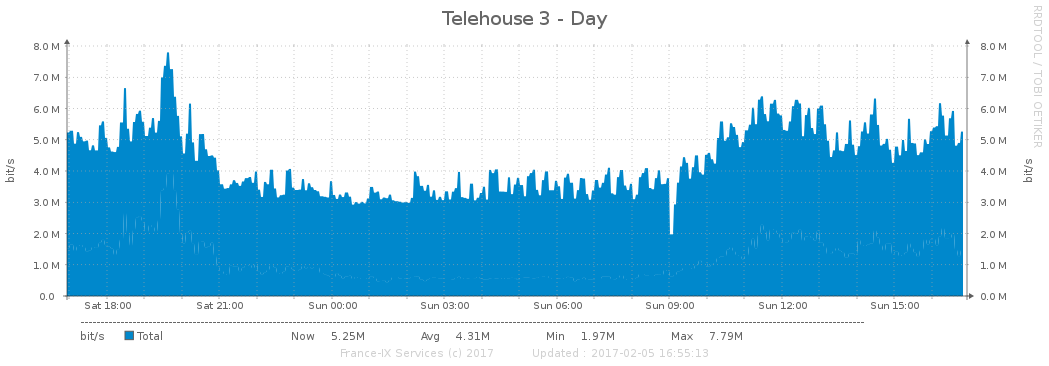 Telehouse 3 - Day
RRDTOOL / TOBI OETIKER
bit/s
8.0 M 8.0 M
7.0 M 7.0 M
6.0 M 6.0 M
5.0 M 5.0 M
4.0 M 4.0 M
3.0 M 3.0 M
2.0 M 2.0 M
1.0 M 1.0 M
0.0 0.0 M
bit/s
Sat 18:00 Sat 21:00 Sun 00:00 Sun 03:00 Sun 06:00 Sun 09:00 Sun 12:00 Sun 15:00
bit/s Total Now 5.25M Avg 4.31M Min 1.97M Max 7.79M
France-IX Services (c) 2017 Updated : 2017-02-05 16:55:13